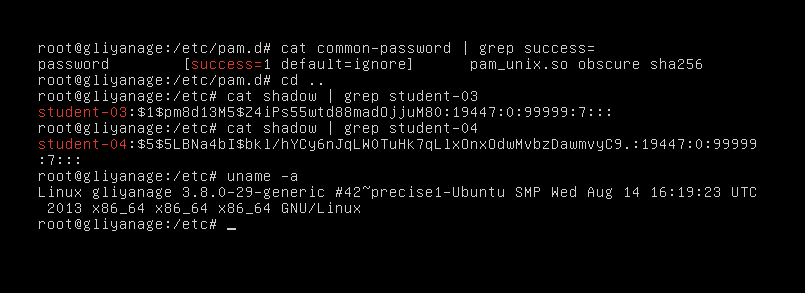 root@gliyanage:/etc/pam.d# cat common-password | grep success=
password        [success=1 default=ignore]      pam_unix.so obscure sha256
root@gliyanage:/etc/pam.d# cd ..
root@gliyanage:/etc# cat shadow | grep student-03
student-03:$1$pm8d13M5$Z4iPs55wtd88madOjjuM80:19447:0:99999:7:::
root@gliyanage:/etc# cat shadow | grep student-04
student-04:$5$5LBNa4bI$bkl/hYCy6nJqLW0TuHk7qLlxOnxOdwMvbzDawmvyC9.:19447:0:99999
:7:::
root@gliyanage:/etc# uname -a
Linux gliyanage 3.8.0-29-generic #42~precise1-Ubuntu SMP Wed Aug 14 16:19:23 UTC
 2013 x86_64 x86_64 x86_64 GNU/Linux
root@gliyanage:/etc# _